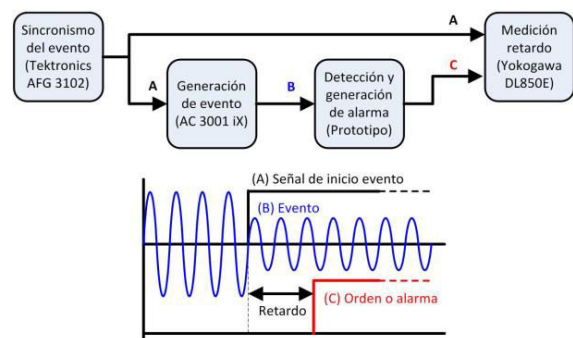 Sincronismo
del evento
(Tektronics
AFG 3102)
A
Medición
retardo
(Yokogawa
DL850E)
A
Generación
de evento
(AC 3001 iX)
B
Detección y
generación
de alarma
(Prototipo)
C
(A) Señal de inicio evento
(B) Evento
Retardo
(C) Orden o alarma